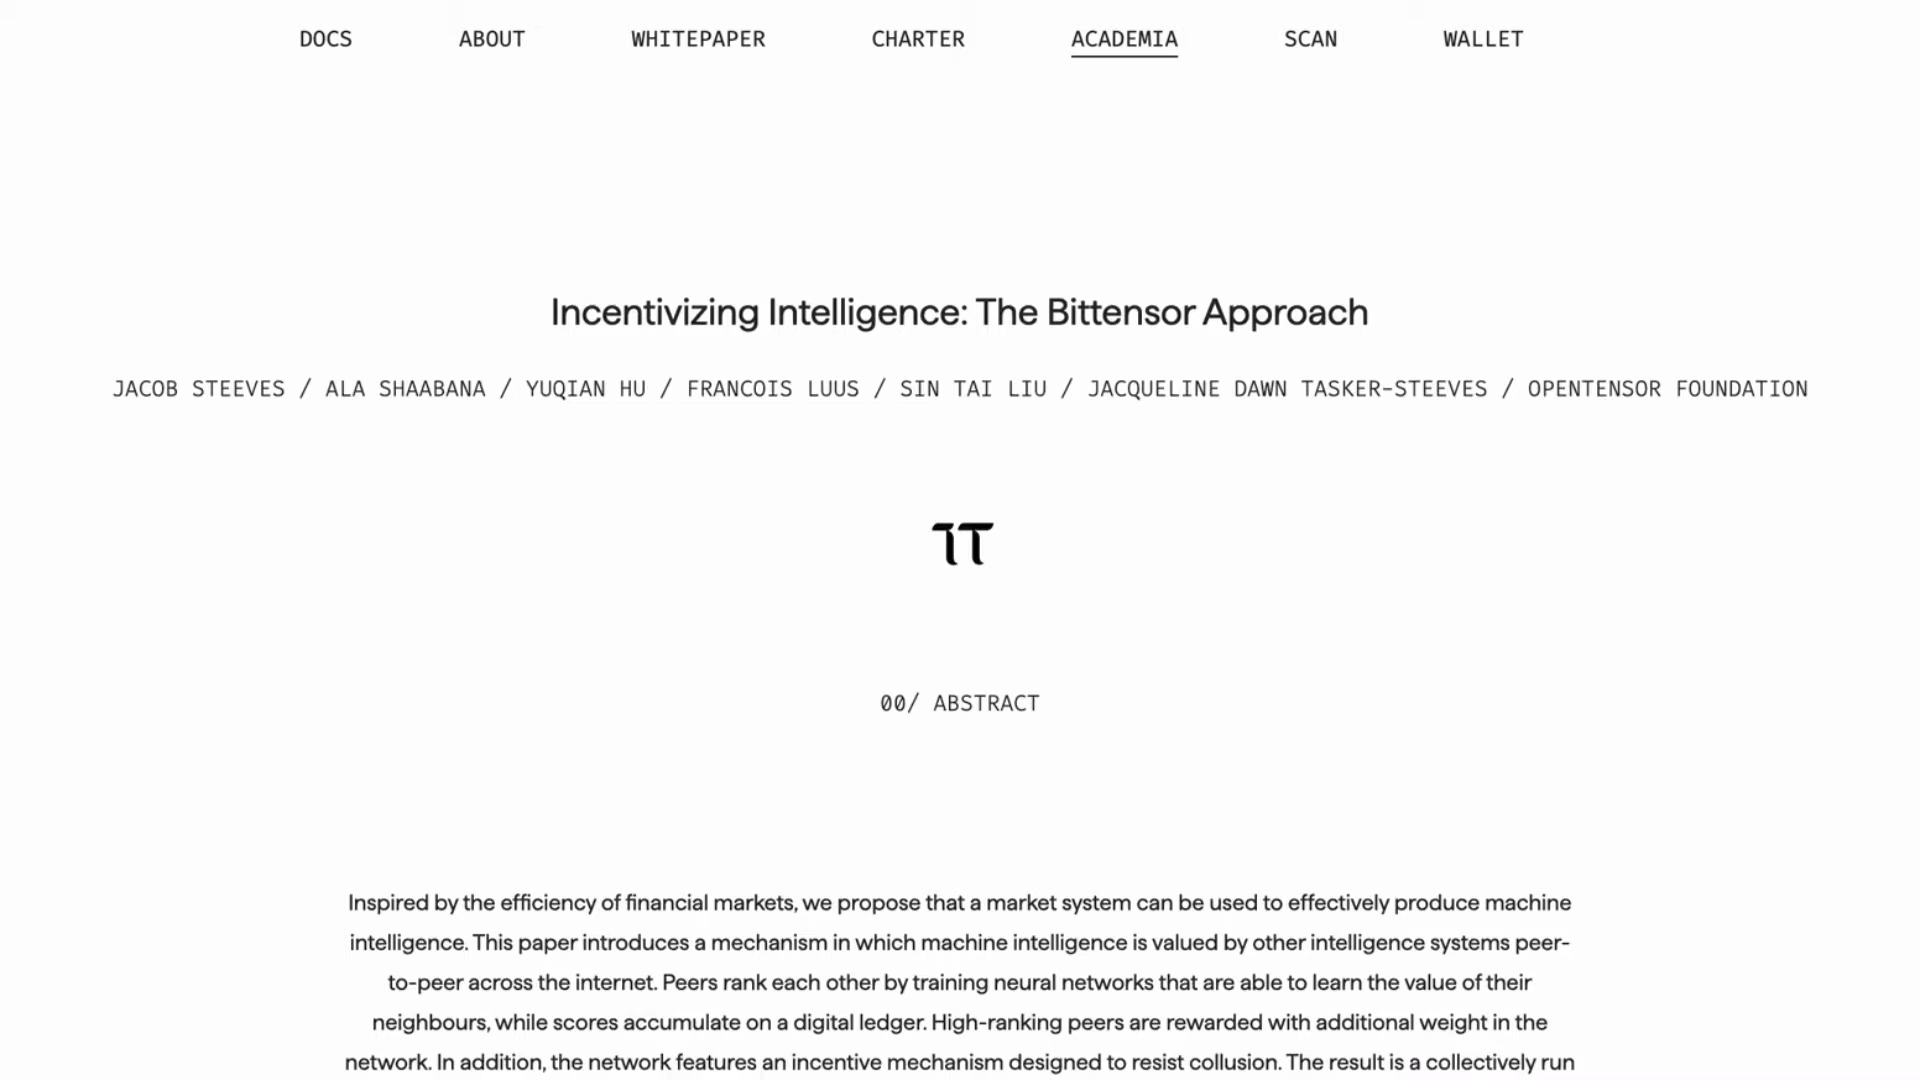 DOCS ABOUT WHITEPAPER CHARTER ACADEMIA SCAN WALLET
Incentivizing Intelligence: The Bittensor Approach
JACOB STEEVES / ALA SHAABANA / YUQIAN HU / FRANCOIS LUUS / SIN TAI LIU / JACQUELINE DAWN TASKER-STEEVES / OPENTENSOR FOUNDATION
00/ ABSTRACT
Inspired by the efficiency of financial markets, we propose that a market system can be used to effectively produce machine
intelligence. This paper introduces a mechanism in which machine intelligence is valued by other intelligence systems peer-
to-peer across the internet. Peers rank each other by training neural networks that are able to learn the value of their
neighbours, while scores accumulate on a digital ledger. High-ranking peers are rewarded with additional weight in the
network. In addition, the network features an incentive mechanism designed to resist collusion. The result is a collectively run